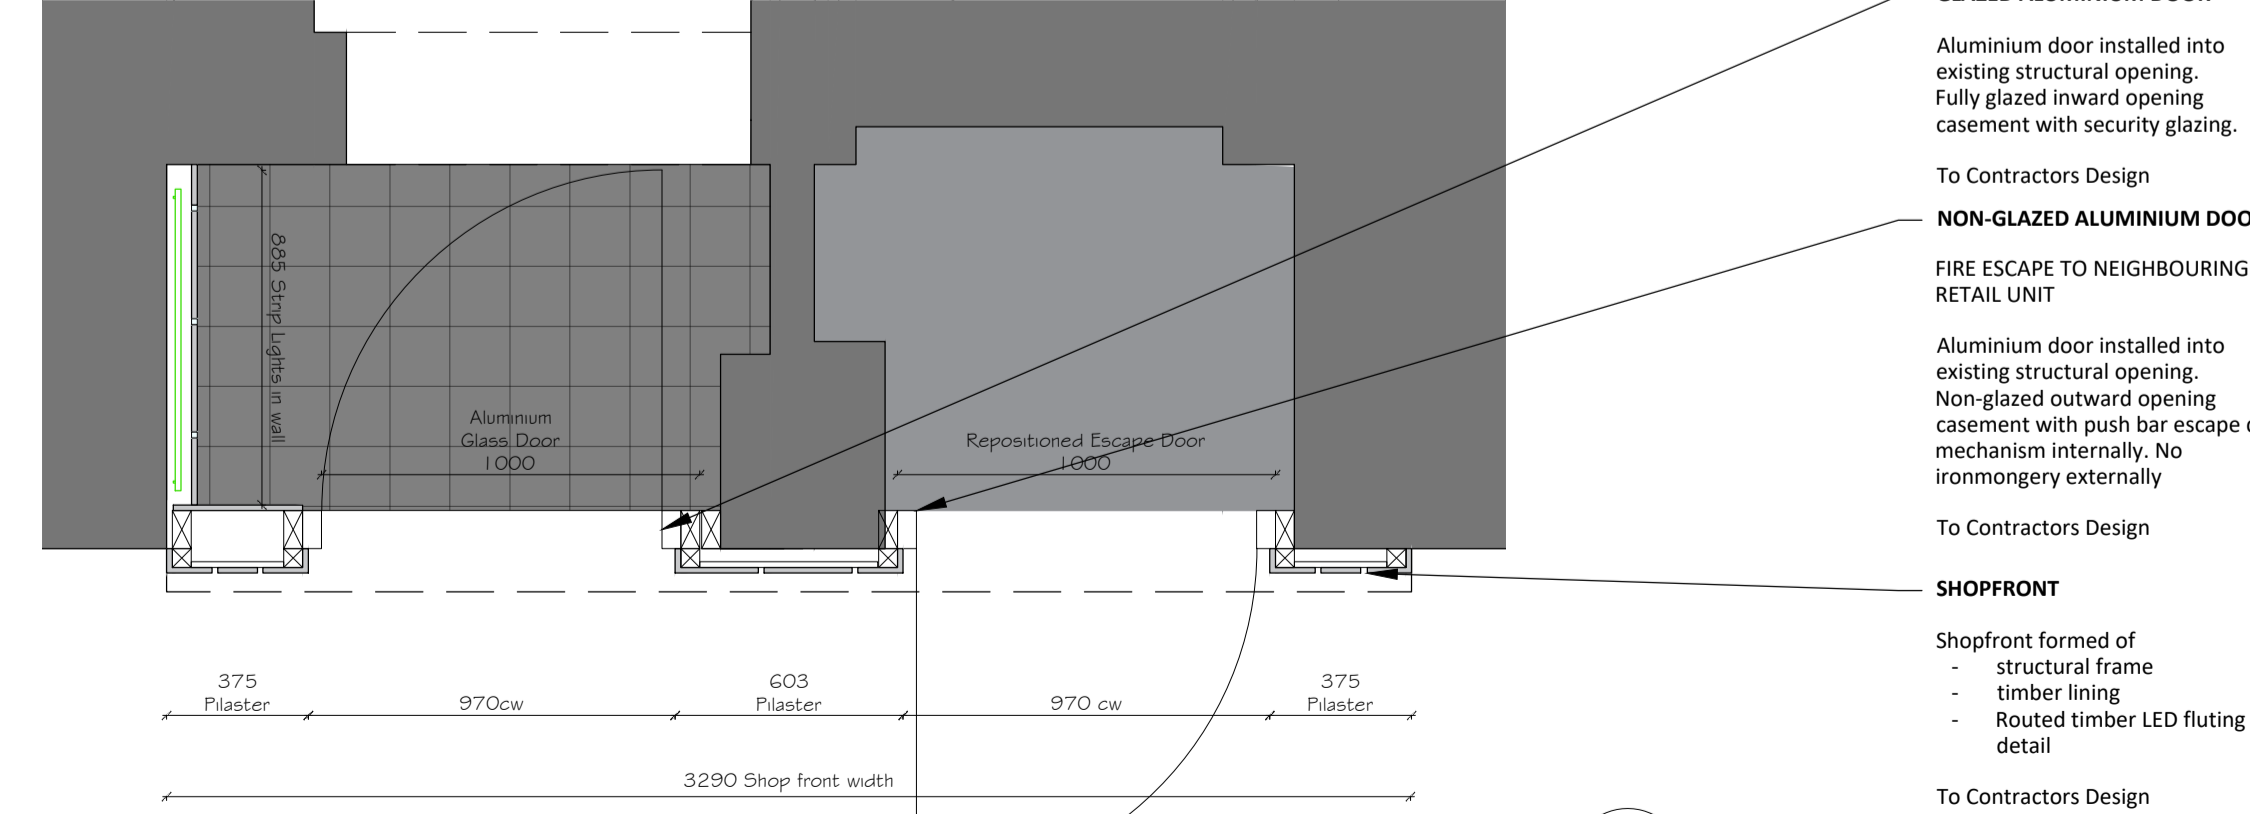 Aluminium door installed into
existing structural opening.
Fully glazed inward opening
casement with security glazing.
To Contractors Design
NON-GLAZED ALUMINIUM
FIRE ESCAPE TO NEIGHBOURING
RETAIL UNIT
Aluminium door installed into
existing structural opening.
Non-glazed outward opening
casement with push bar escape
mechanism internally. No
ironmongery externally
To Contractors Design
SHOPFRONT
Shopfront formed of
- structural frame
- timber lining
- Routed timber LED fluting
detail
To Contractors Design
885 Strip Lights in wall
Aluminium
Glass Door
1000
Repositioned Escape Door
1000
375
Pilaster
970cw
603
Pilaster
970 cw
375
Pilaster
3290 Shop front width